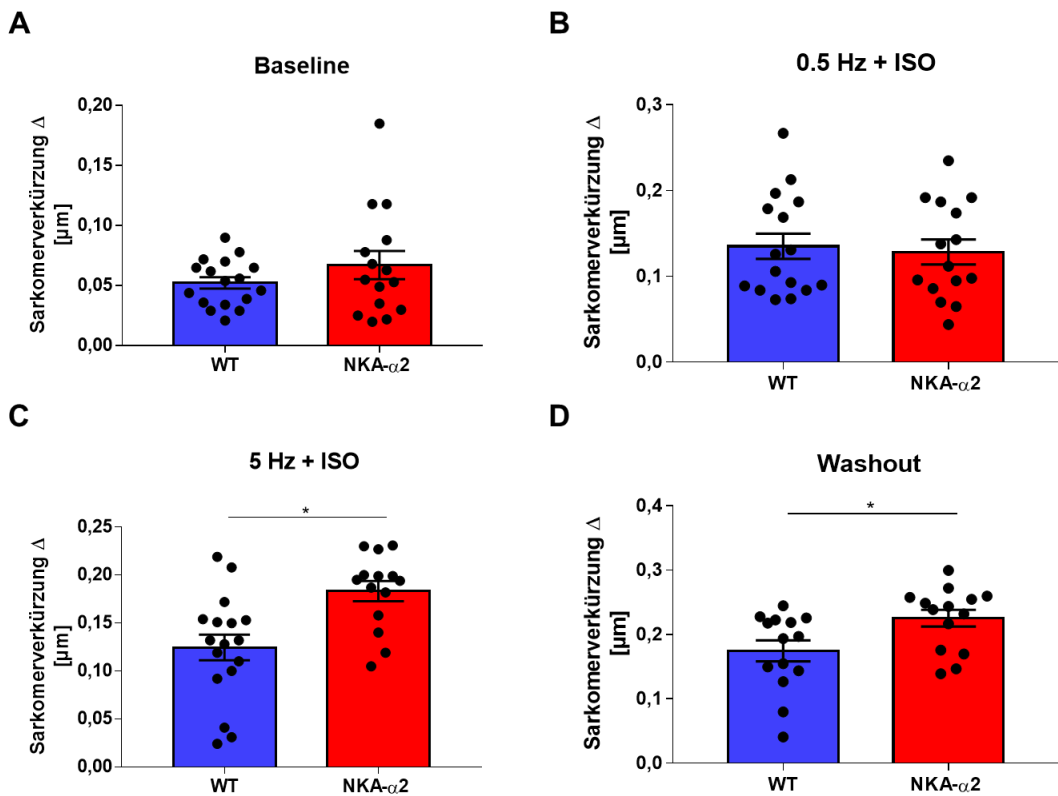 A
Baseline
Sarkomerverkürzung Δ
[µm]
0,20
0,15
0,10
0,05
0,00
WT
NKA-α2
B
0.5 Hz + ISO
Sarkomerverkürzung Δ
[µm]
0,3
0,2
0,1
0,0
WT
NKA-α2
C
5 Hz + ISO
Sarkomerverkürzung Δ
[µm]
0,25
0,20
0,15
0,10
0,05
0,00
*
WT
NKA-α2
D
Washout
Sarkomerverkürzung Δ
[µm]
0,4
0,3
0,2
0,1
0,0
*
WT
NKA-α2